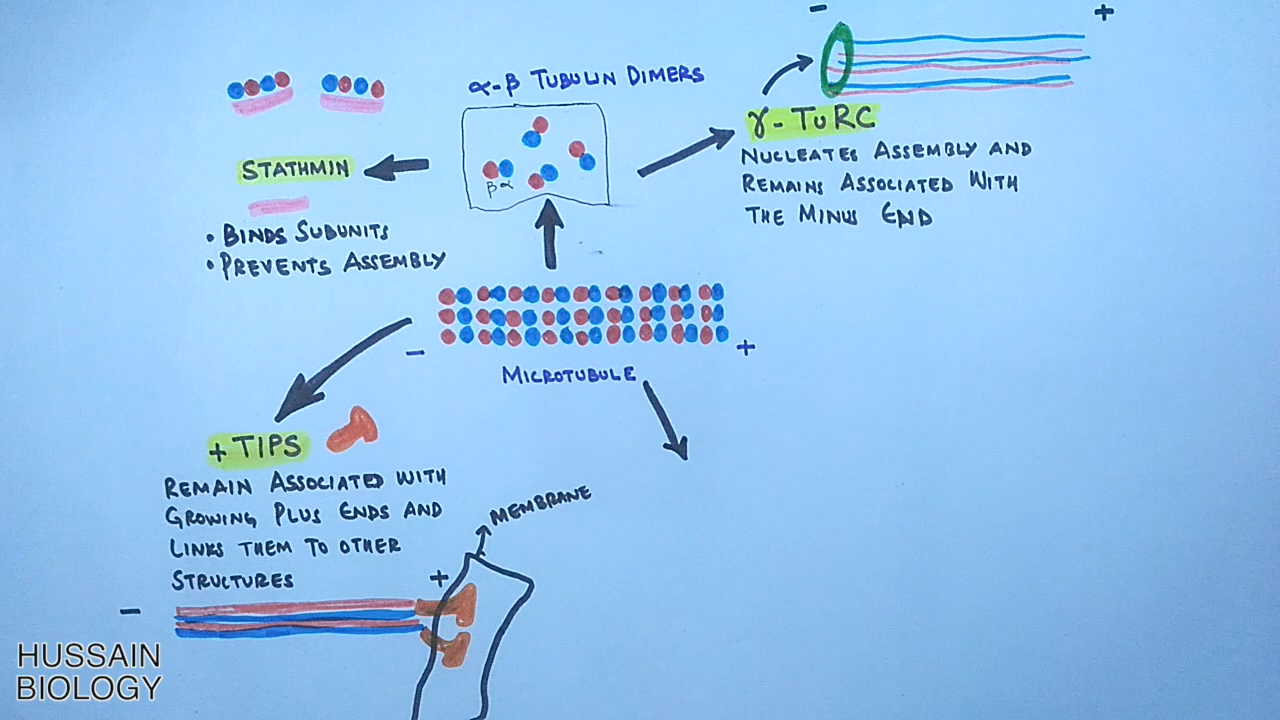 -
+
α-β TUBULIN DIMERS
β α
STATHMIN
• BINDS SUBUNITS
• PREVENTS ASSEMBLY
γ-TuRC
NUCLEATES ASSEMBLY AND
REMAINS ASSOCIATED WITH
THE MINUS END
-
+
MICROTUBULE
+TIPS
REMAIN ASSOCIATED WITH
GROWING PLUS ENDS AND
LINKS THEM TO OTHER
STRUCTURES
MEMBRANE
-
+
HUSSAIN
BIOLOGY